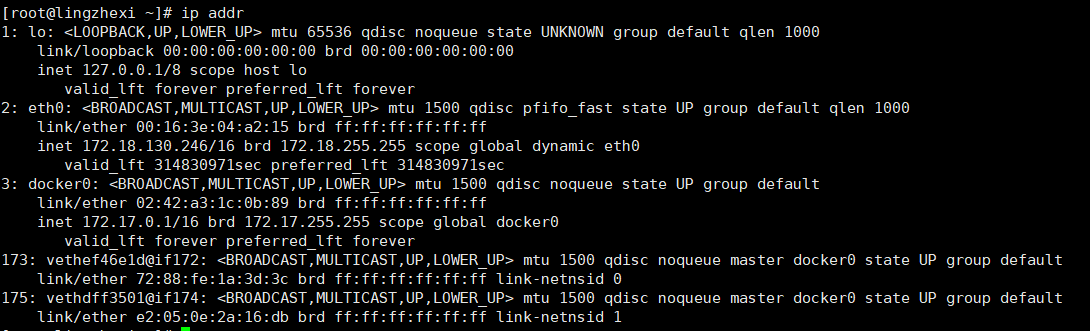 [root@lingzhexi ~]# ip addr
1: lo: <LOOPBACK,UP,LOWER_UP> mtu 65536 qdisc noqueue state UNKNOWN group default qlen 1000
    link/loopback 00:00:00:00:00:00 brd 00:00:00:00:00:00
    inet 127.0.0.1/8 scope host lo
       valid_lft forever preferred_lft forever
2: eth0: <BROADCAST,MULTICAST,UP,LOWER_UP> mtu 1500 qdisc pfifo_fast state UP group default qlen 1000
    link/ether 00:16:3e:04:a2:15 brd ff:ff:ff:ff:ff:ff
    inet 172.18.130.246/16 brd 172.18.255.255 scope global dynamic eth0
       valid_lft 314830971sec preferred_lft 314830971sec
3: docker0: <BROADCAST,MULTICAST,UP,LOWER_UP> mtu 1500 qdisc noqueue state UP group default
    link/ether 02:42:a3:1c:0b:89 brd ff:ff:ff:ff:ff:ff
    inet 172.17.0.1/16 brd 172.17.255.255 scope global docker0
       valid_lft forever preferred_lft forever
173: vethef46e1d@if172: <BROADCAST,MULTICAST,UP,LOWER_UP> mtu 1500 qdisc noqueue master docker0 state UP group default
    link/ether 72:88:fe:1a:3d:3c brd ff:ff:ff:ff:ff:ff link-netnsid 0
175: vethdff3501@if174: <BROADCAST,MULTICAST,UP,LOWER_UP> mtu 1500 qdisc noqueue master docker0 state UP group default
    link/ether e2:05:0e:2a:16:db brd ff:ff:ff:ff:ff:ff link-netnsid 1